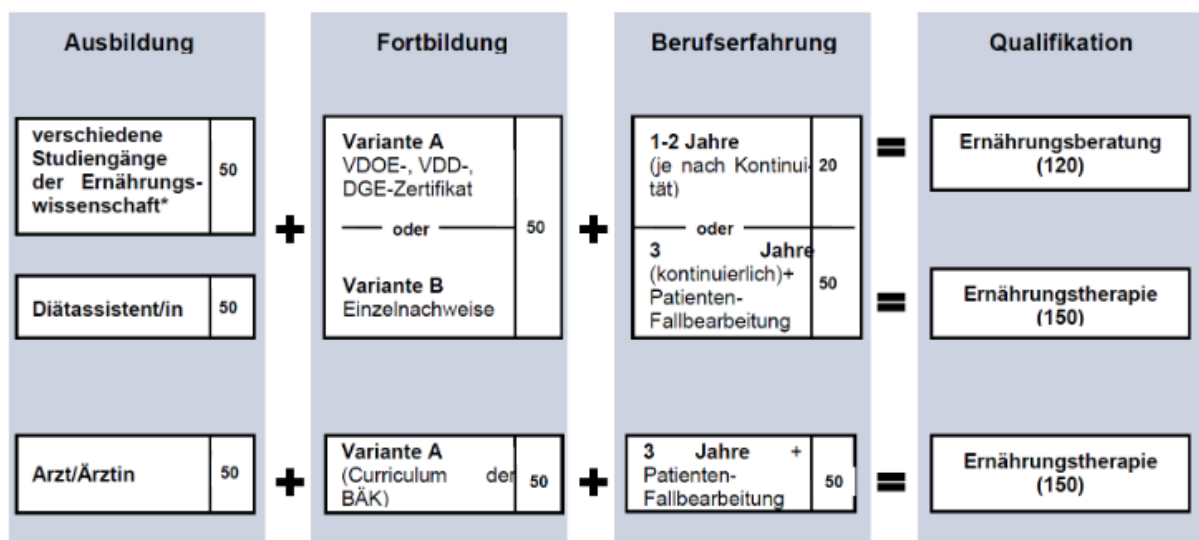 Ausbildung
Fortbildung
Berufserfahrung
Qualifikation
verschiedene
Studiengänge
der Ernährungs-
wissenschaft*
50
Diätassistent/in
50
+
Variante A
VDOE-, VDD-,
DGE-Zertifikat
oder
50
Variante B
Einzelnachweise
+
1-2 Jahre
(je nach Kontinui-
tät)
20
oder
3 Jahre
(kontinuierlich)+
Patienten-
Fallbearbeitung
50
=
Ernährungsberatung
(120)
=
Ernährungstherapie
(150)
Arzt/Ärztin
50
+
Variante A
(Curriculum der
BÄK)
50
+
3 Jahre +
Patienten-
Fallbearbeitung
50
=
Ernährungstherapie
(150)